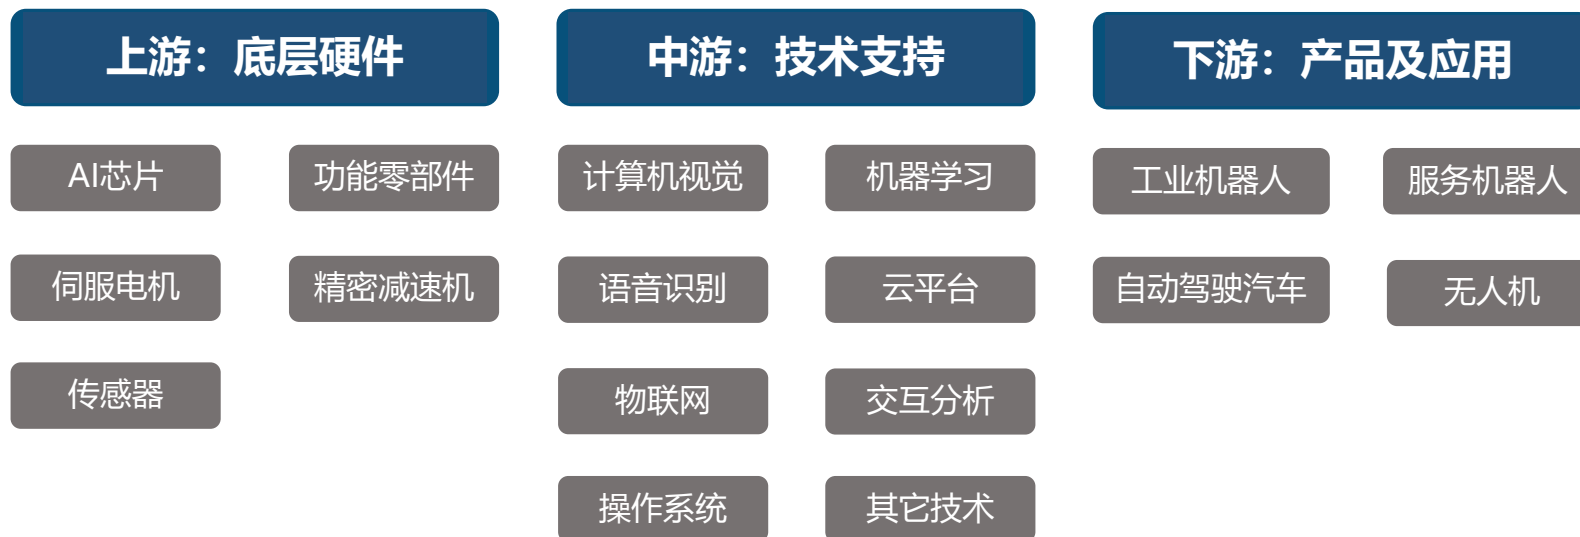 上游：底层硬件
AI芯片
功能零部件
伺服电机
精密减速机
传感器
中游：技术支持
计算机视觉
机器学习
语音识别
云平台
物联网
交互分析
操作系统
其它技术
下游：产品及应用
工业机器人
服务机器人
自动驾驶汽车
无人机